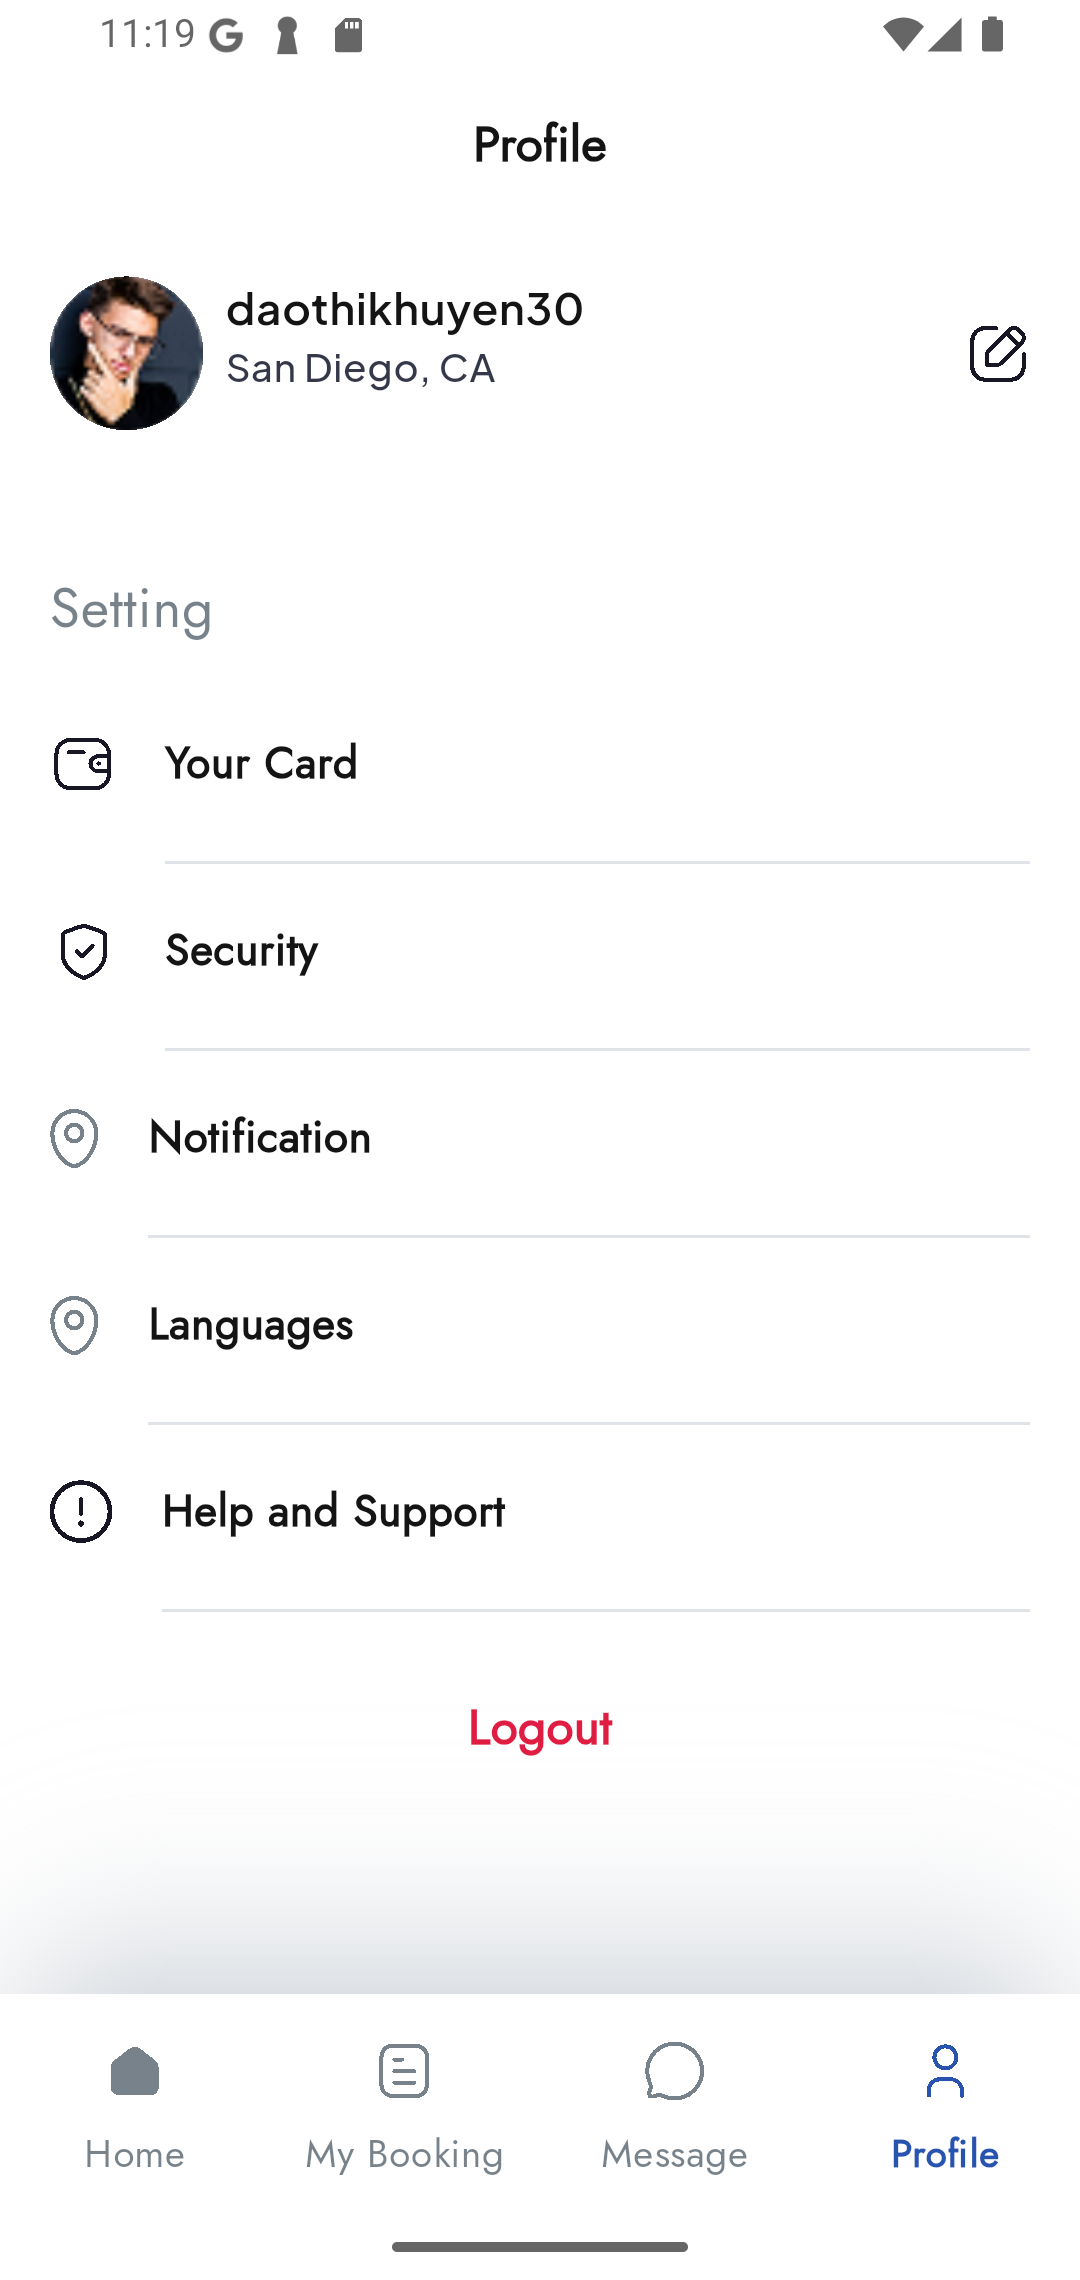 11:19
Profile
daothikhuyen30
San Diego, CA
Setting
Your Card
Security
Notification
Languages
Help and Support
Logout
Home
My Booking
Message
Profile